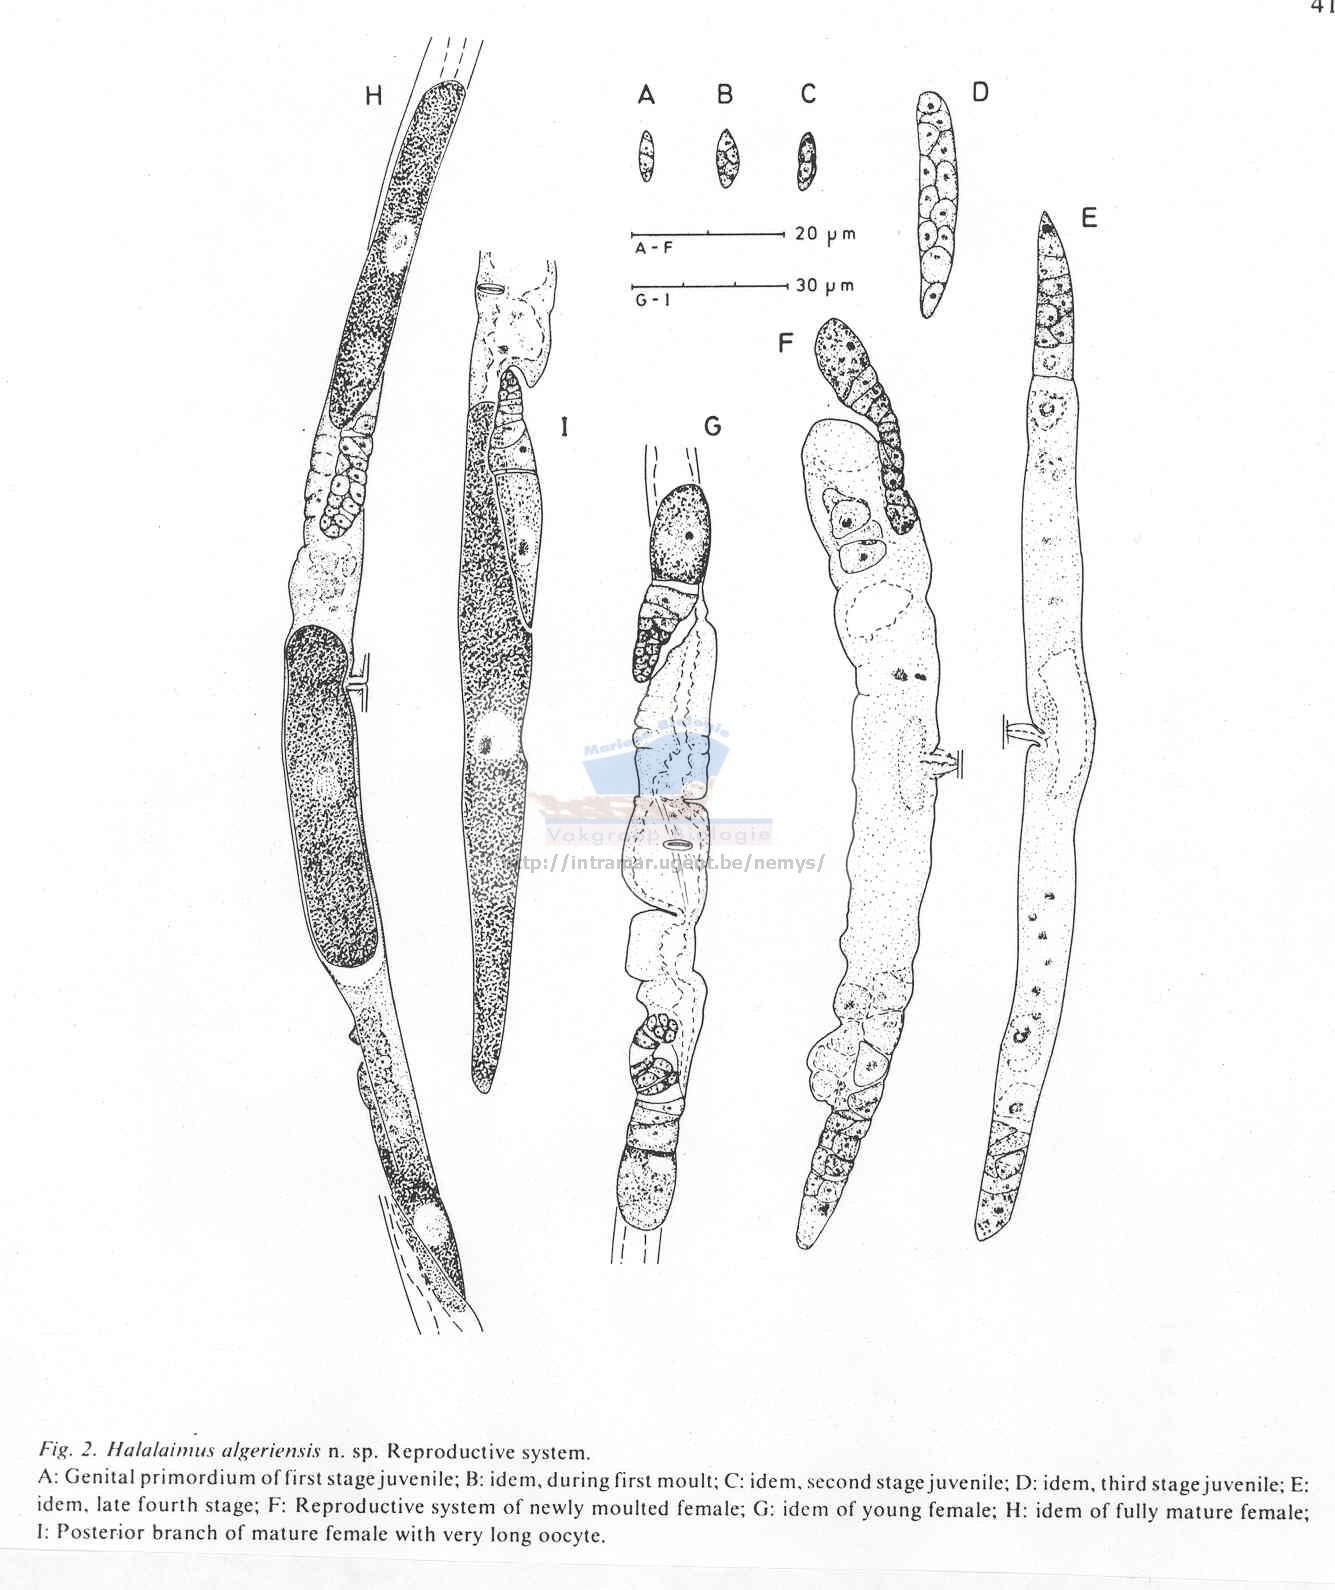 41
H
A B C D
E
20 µm
A - F
30 µm
G - I
F
I
G
Mariene Biologie
Vakgroep Biologie
http://intramar.ugent.be/nemys/
Fig. 2. Halalaimus algeriensis n. sp. Reproductive system.
A: Genital primordium of first stage juvenile; B: idem, during first moult; C: idem, second stage juvenile; D: idem, third stage juvenile; E:
idem, late fourth stage; F: Reproductive system of newly moulted female; G: idem of young female; H: idem of fully mature female;
I: Posterior branch of mature female with very long oocyte.